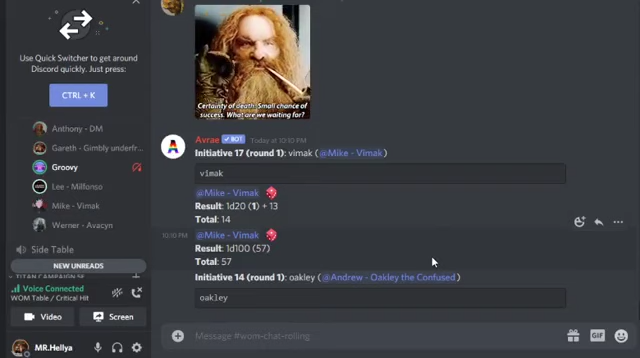 Use Quick Switcher to get around
Discord quickly. Just press:
CTRL + K
Anthony - DM
Gareth - Gimbly underfr...
Groovy
Lee - Milfonso
Mike - Vimak
Werner - Avacyn
Side Table
NEW UNREADS
Voice Connected
WOM Table / Critical Hit
Video
Screen
MR.Hellya
Certainty of death. Small chance of
success. What are we waiting for?
Avrae ✓ BOT Today at 10:10 PM
Initiative 17 (round 1): vimak (@Mike - Vimak)
vimak
@Mike - Vimak
Result: 1d20 (1) + 13
Total: 14
10:10 PM @Mike - Vimak
Result: 1d100 (57)
Total: 57
Initiative 14 (round 1): oakley (@Andrew - Oakley the Confused)
oakley
Message #wom-chat-rolling
GIF